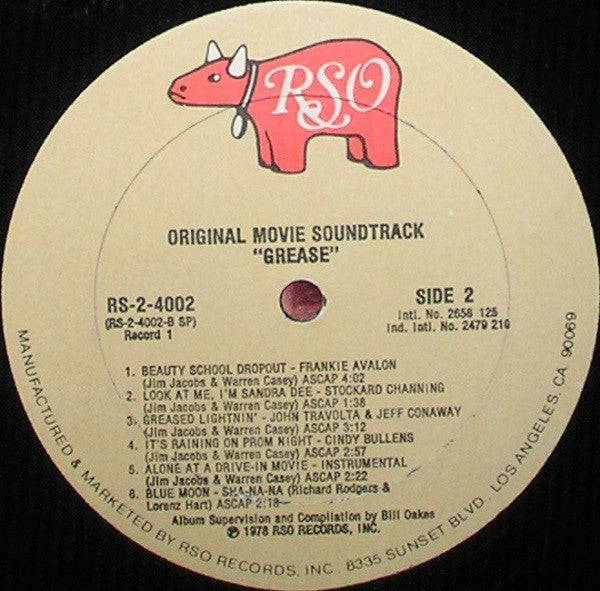 RSO
ORIGINAL MOVIE SOUNDTRACK
"GREASE"
RS-2-4002
(RS-2-4002-B SP)
Record 1
SIDE 2
Intl. No. 2658 125
Ind. Intl. No. 2479 210
1. BEAUTY SCHOOL DROPOUT - FRANKIE AVALON
(Jim Jacobs & Warren Casey) ASCAP 4:02
2. LOOK AT ME, I'M SANDRA DEE - STOCKARD CHANNING
(Jim Jacobs & Warren Casey) ASCAP 1:38
3. GREASED LIGHTNIN' - JOHN TRAVOLTA & JEFF CONAWAY
(Jim Jacobs & Warren Casey) ASCAP 3:12
4. IT'S RAINING ON PROM NIGHT - CINDY BULLENS
(Jim Jacobs & Warren Casey) ASCAP 2:57
5. ALONE AT A DRIVE-IN MOVIE - INSTRUMENTAL
(Jim Jacobs & Warren Casey) ASCAP 2:22
6. BLUE MOON - SHA-NA-NA (Richard Rodgers &
Lorenz Hart) ASCAP 2:18
Album Supervision and Compilation by Bill Oakes
℗ 1978 RSO RECORDS, INC.
MANUFACTURED & MARKETED BY RSO RECORDS, INC. 8335 SUNSET BLVD. LOS ANGELES, CA 90069